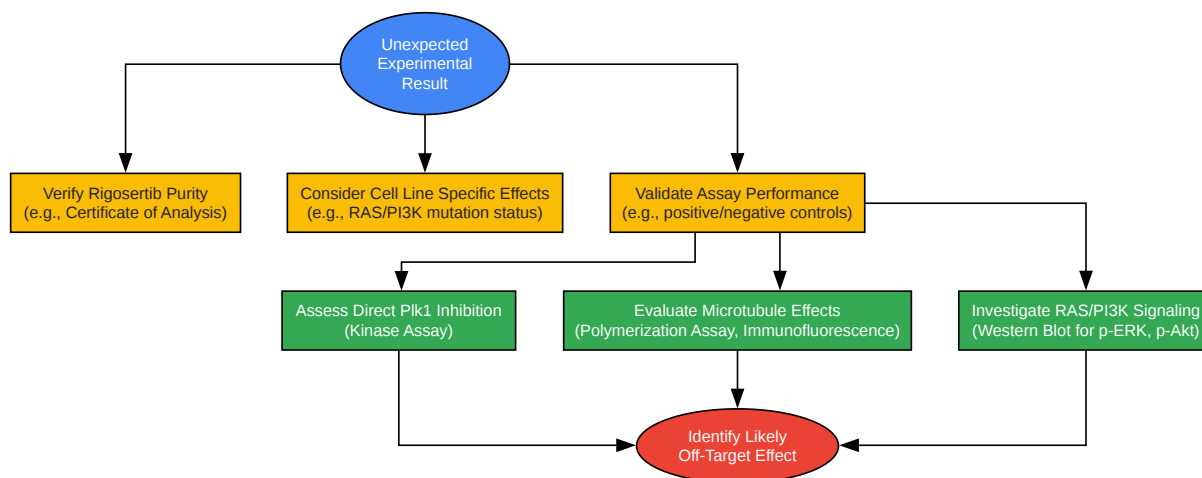 Unexpected
Experimental
Result
Verify Rigosertib Purity
(e.g., Certificate of Analysis)
Consider Cell Line Specific Effects
(e.g., RAS/PI3K mutation status)
Validate Assay Performance
(e.g., positive/negative controls)
Assess Direct Plk1 Inhibition
(Kinase Assay)
Evaluate Microtubule Effects
(Polymerization Assay, Immunofluorescence)
Investigate RAS/PI3K Signaling
(Western Blot for p-ERK, p-Akt)
Identify Likely
Off-Target Effect